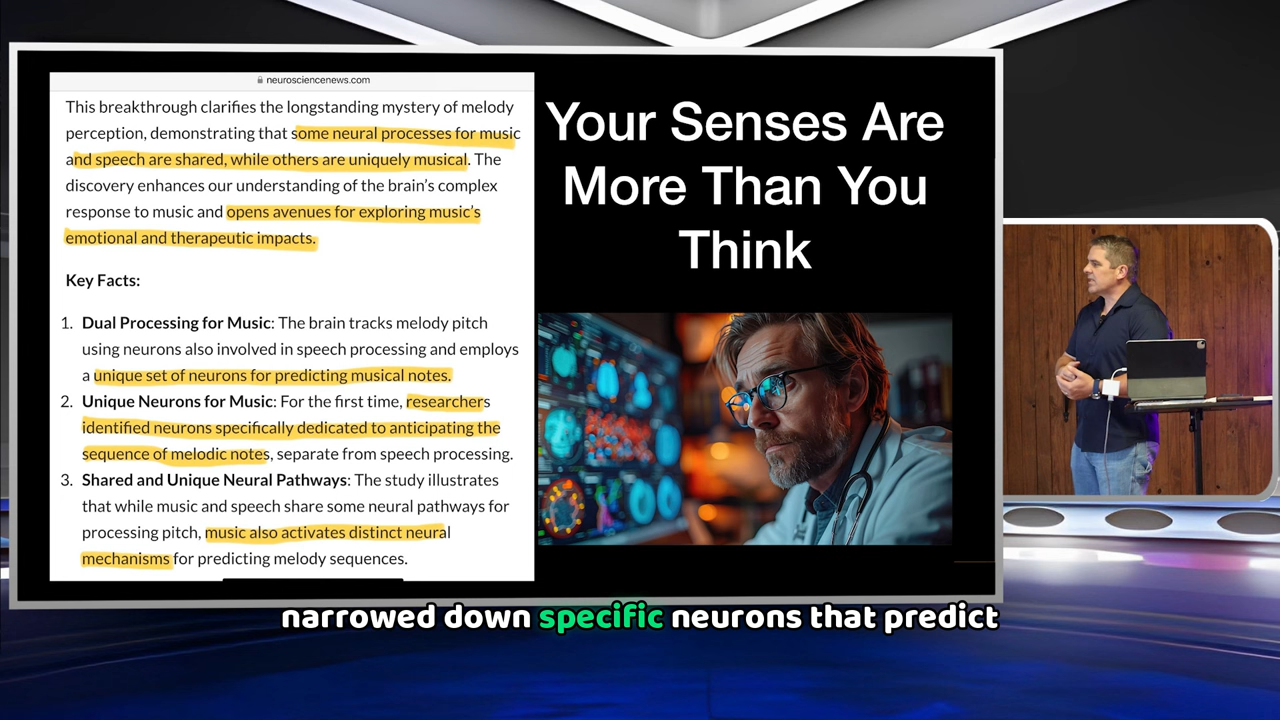 neurosciencenews.com
This breakthrough clarifies the longstanding mystery of melody
perception, demonstrating that some neural processes for music
and speech are shared, while others are uniquely musical. The
discovery enhances our understanding of the brain's complex
response to music and opens avenues for exploring music's
emotional and therapeutic impacts.
Key Facts:
1. Dual Processing for Music: The brain tracks melody pitch
using neurons also involved in speech processing and employs
a unique set of neurons for predicting musical notes.
2. Unique Neurons for Music: For the first time, researchers
identified neurons specifically dedicated to anticipating the
sequence of melodic notes, separate from speech processing.
3. Shared and Unique Neural Pathways: The study illustrates
that while music and speech share some neural pathways for
processing pitch, music also activates distinct neural
mechanisms for predicting melody sequences.
Your Senses Are
More Than You
Think
narrowed down specific neurons that predict